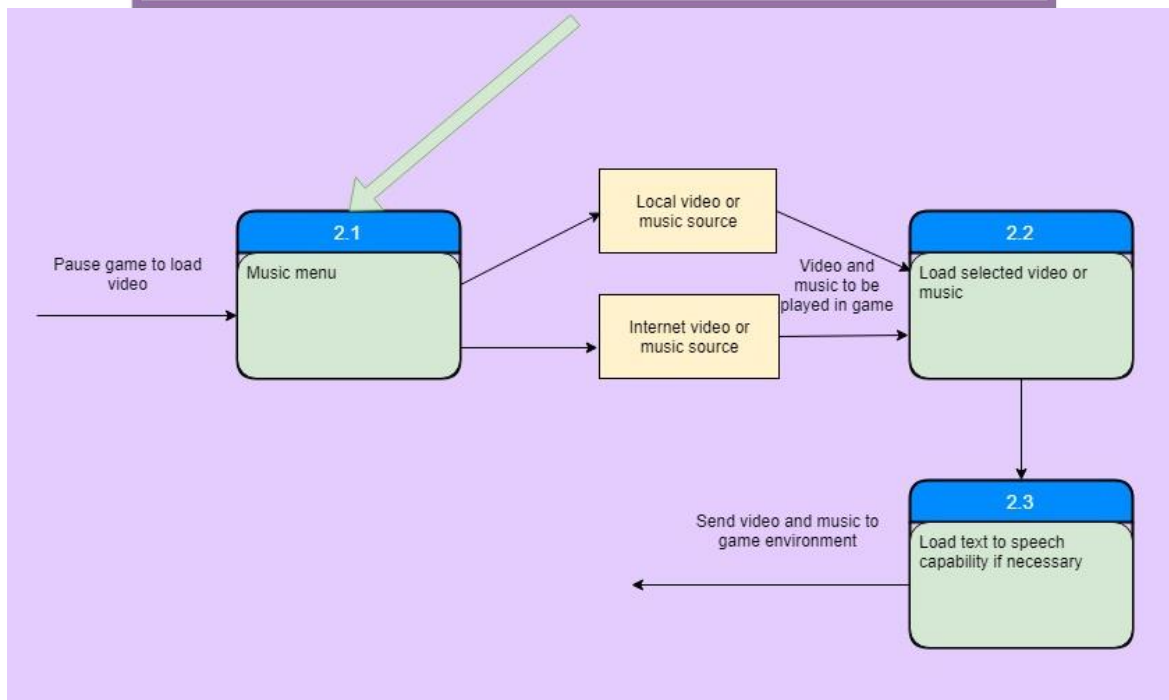 Pause game to load
video
2.1
Music menu
Local video or
music source
Internet video or
music source
Video and
music to be
played in game
2.2
Load selected video or
music
2.3
Load text to speech
capability if necessary
Send video and music to
game environment